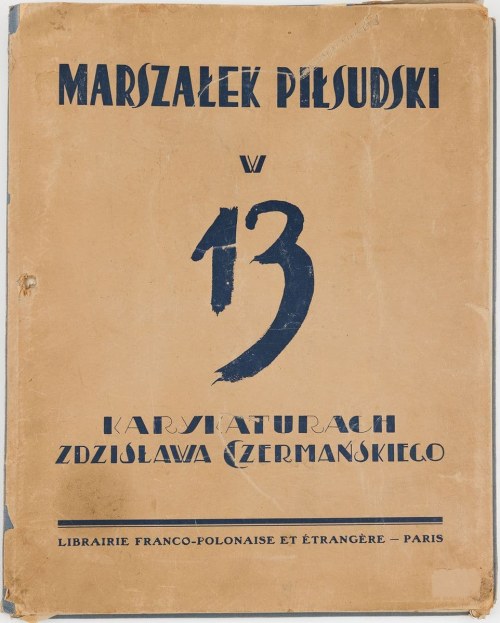 MARSZAŁEK PIŁSUDSKI
W
13
KARYKATURACH
ZDZISŁAWA CZERMAŃSKIEGO
LIBRAIRIE FRANCO-POLONAISE ET ÉTRANGÈRE — PARIS